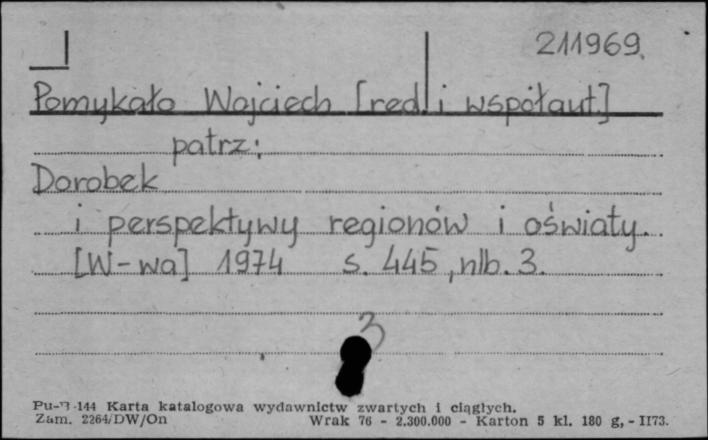 211969.
Pomykało Wojciech [red. i współaut.]
patrz:
Dorobek
i perspektywy regionów i oświaty.
[W-wa] 1974 s. 445, nlb. 3.
3
Pu-B-144 Karta katalogowa wydawnictw zwartych i ciągłych.
Zam. 2264/DW/On Wrak 76 - 2.300.000 - Karton 5 kl. 180 g, - II73.